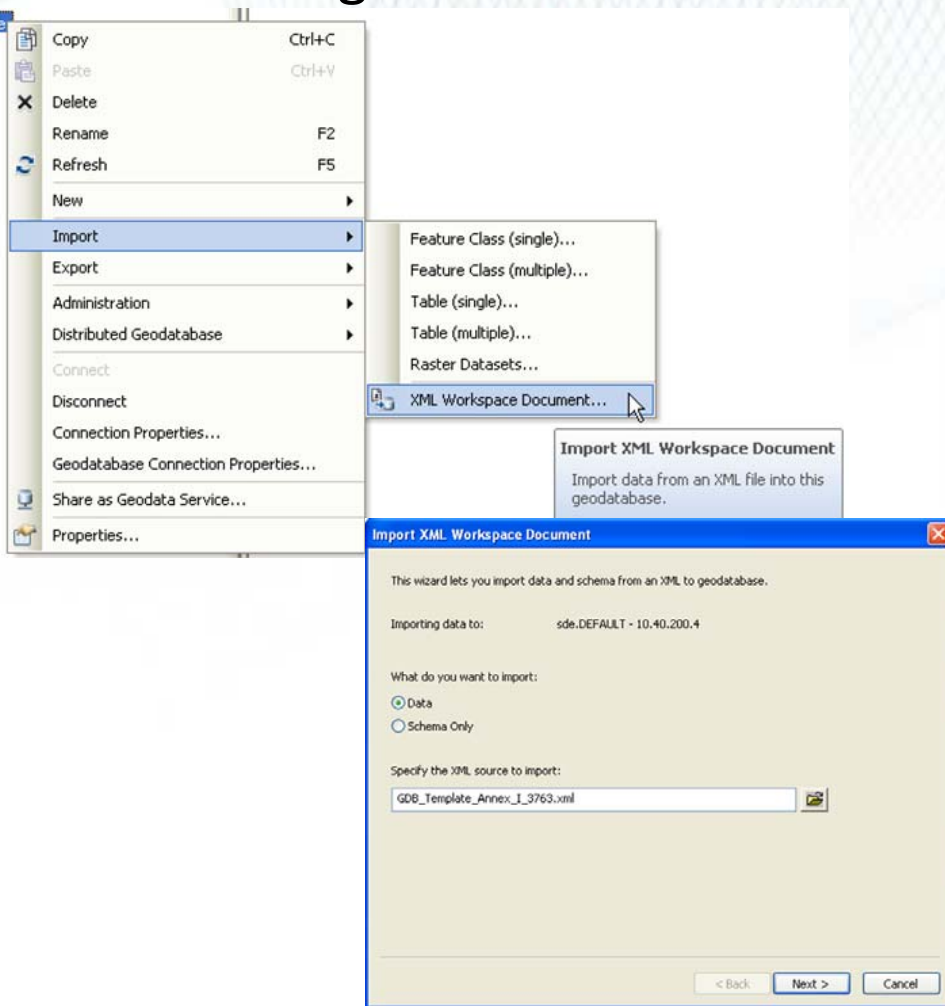 Copy Ctrl+C
Paste Ctrl+V
Delete
Rename F2
Refresh F5
New
Import
Export
Administration
Distributed Geodatabase
Connect
Disconnect
Connection Properties...
Geodatabase Connection Properties...
Share as Geodata Service...
Properties...
Feature Class (single)...
Feature Class (multiple)...
Table (single)...
Table (multiple)...
Raster Datasets...
XML Workspace Document...
Import XML Workspace Document
Import data from an XML file into this
geodatabase.
Import XML Workspace Document
This wizard lets you import data and schema from an XML to geodatabase.
Importing data to: sde.DEFAULT - 10.40.200.4
What do you want to import:
Data
Schema Only
Specify the XML source to import:
GDB_Template_Annex_I_3763.xml
< Back Next > Cancel